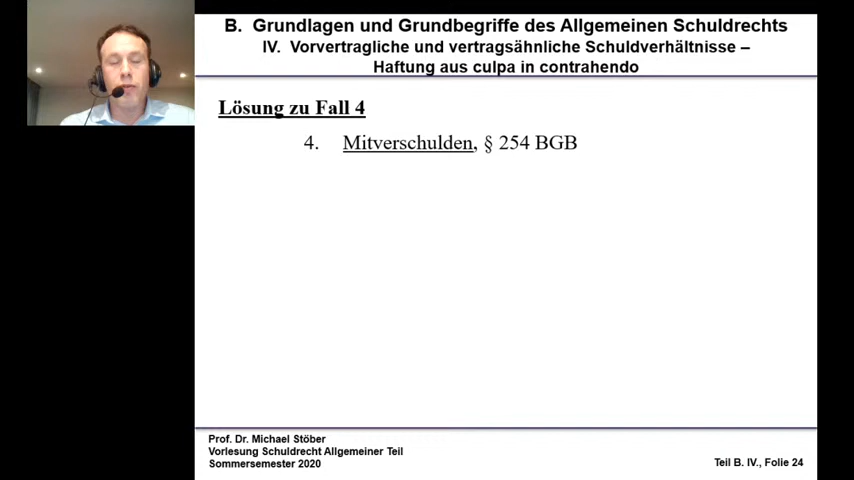 B. Grundlagen und Grundbegriffe des Allgemeinen Schuldrechts
IV. Vorvertragliche und vertragsähnliche Schuldverhältnisse –
Haftung aus culpa in contrahendo
Lösung zu Fall 4
4. Mitverschulden, § 254 BGB
Prof. Dr. Michael Stöber
Vorlesung Schuldrecht Allgemeiner Teil
Sommersemester 2020
Teil B. IV., Folie 24